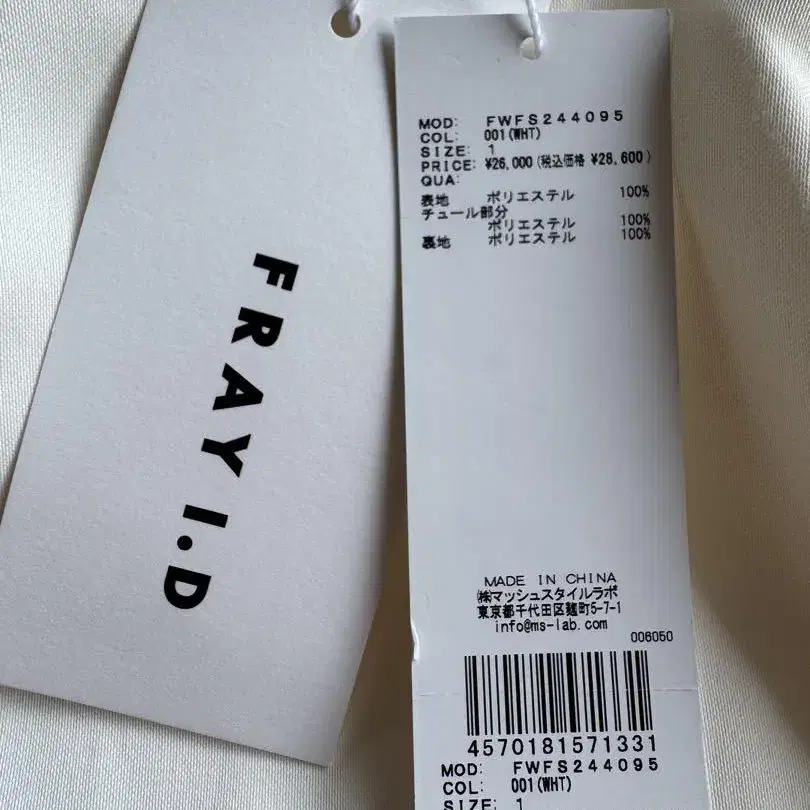 FRAY I.D
MOD: FWFS244095
COL: 001(WHT)
SIZE: 1
PRICE: ¥26,000(税込価格 ¥28,600)
QUA:
表地 ポリエステル 100%
チュール部分
ポリエステル 100%
裏地 ポリエステル 100%
MADE IN CHINA
㈱マッシュスタイルラボ
東京都千代田区麹町5-7-1
info@ms-lab.com
006050
4570181571331
MOD: FWFS244095
COL: 001(WHT)
SIZE: 1